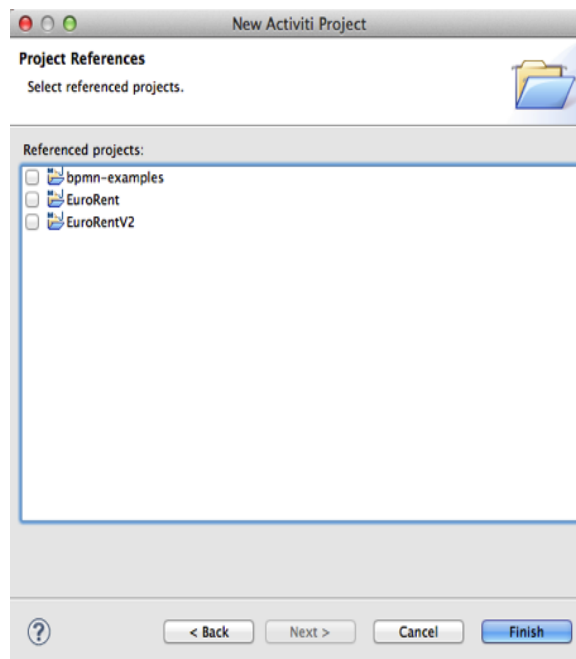 New Activiti Project
Project References
Select referenced projects.
Referenced projects:
bpmn-examples
EuroRent
EuroRentV2
?
< Back Next > Cancel Finish